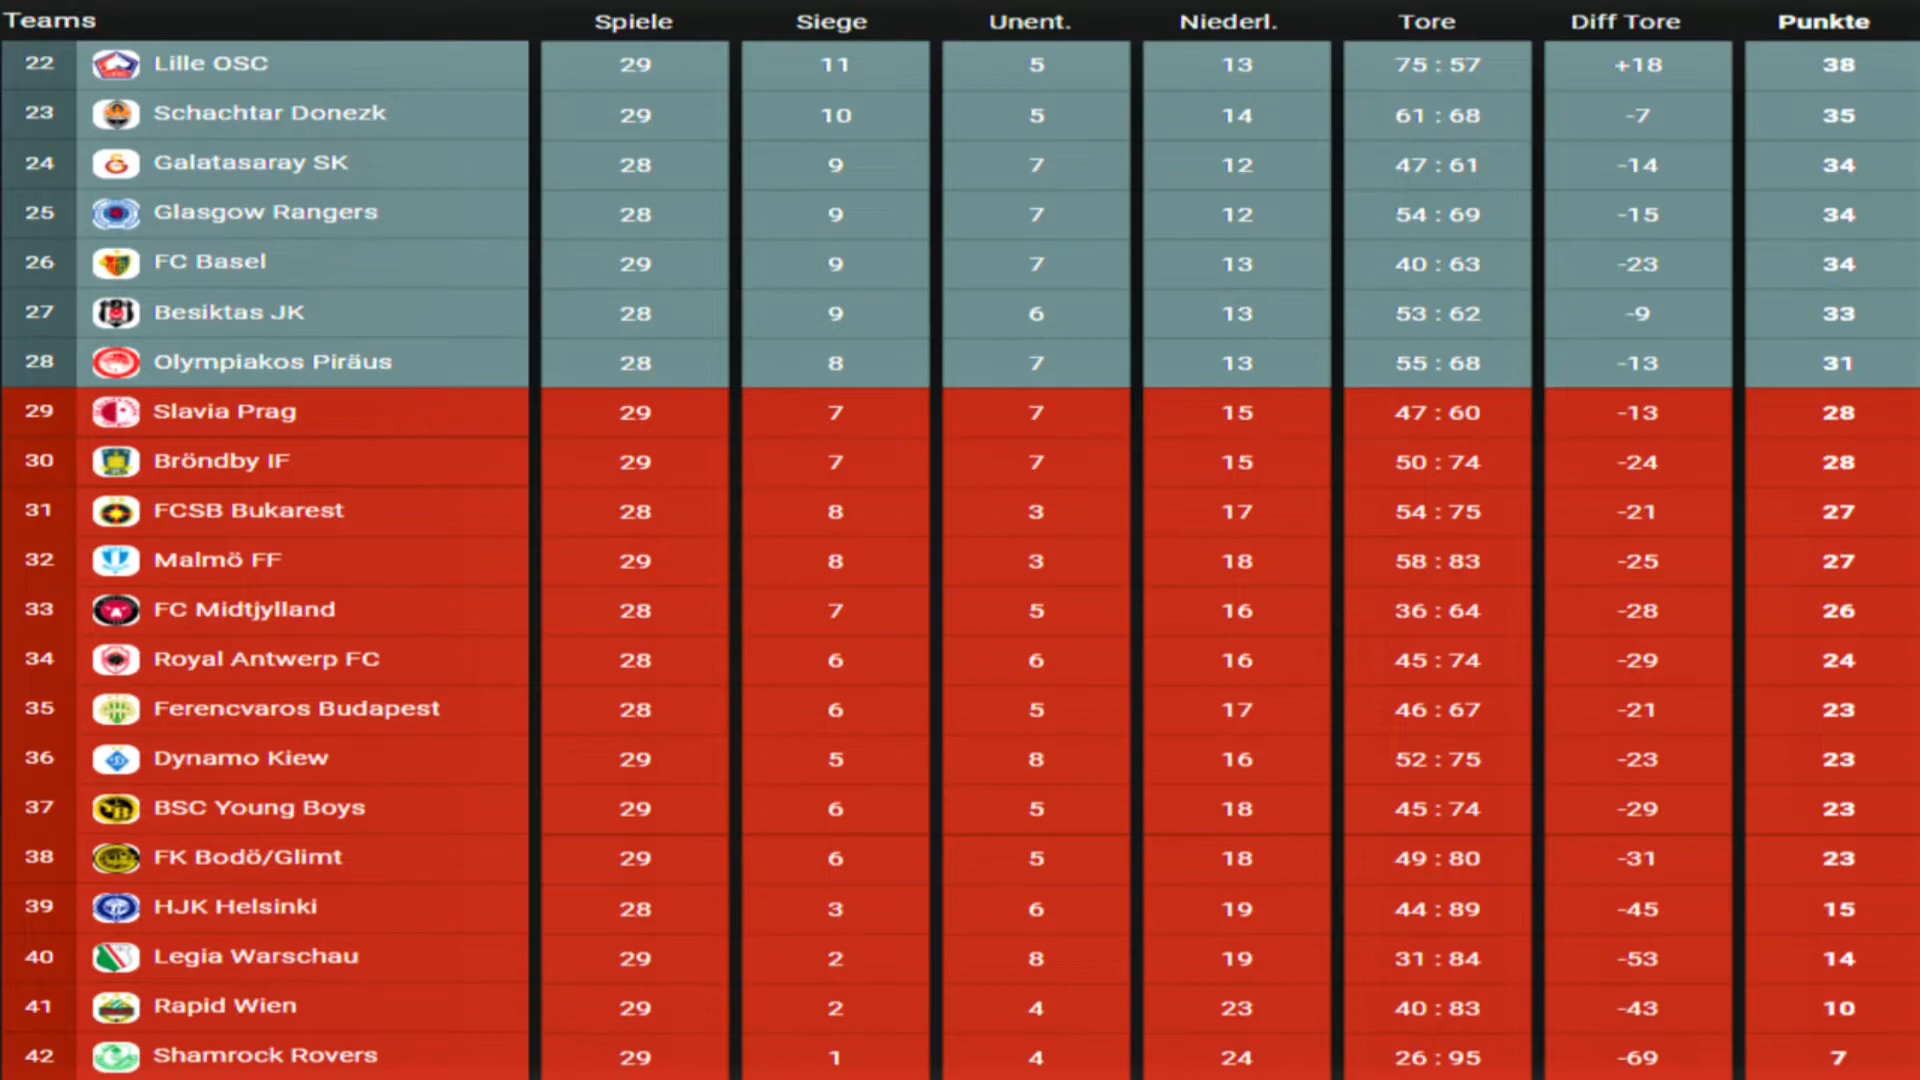 Teams Spiele Siege Unent. Niederl. Tore Diff Tore Punkte
22 Lille OSC 29 11 5 13 75 : 57 +18 38
23 Schachtar Donezk 29 10 5 14 61 : 68 -7 35
24 Galatasaray SK 28 9 7 12 47 : 61 -14 34
25 Glasgow Rangers 28 9 7 12 54 : 69 -15 34
26 FC Basel 29 9 7 13 40 : 63 -23 34
27 Besiktas JK 28 9 6 13 53 : 62 -9 33
28 Olympiakos Piräus 28 8 7 13 55 : 68 -13 31
29 Slavia Prag 29 7 7 15 47 : 60 -13 28
30 Bröndby IF 29 7 7 15 50 : 74 -24 28
31 FCSB Bukarest 28 8 3 17 54 : 75 -21 27
32 Malmö FF 29 8 3 18 58 : 83 -25 27
33 FC Midtjylland 28 7 5 16 36 : 64 -28 26
34 Royal Antwerp FC 28 6 6 16 45 : 74 -29 24
35 Ferencvaros Budapest 28 6 5 17 46 : 67 -21 23
36 Dynamo Kiew 29 5 8 16 52 : 75 -23 23
37 BSC Young Boys 29 6 5 18 45 : 74 -29 23
38 FK Bodö/Glimt 29 6 5 18 49 : 80 -31 23
39 HJK Helsinki 28 3 6 19 44 : 89 -45 15
40 Legia Warschau 29 2 8 19 31 : 84 -53 14
41 Rapid Wien 29 2 4 23 40 : 83 -43 10
42 Shamrock Rovers 29 1 4 24 26 : 95 -69 7